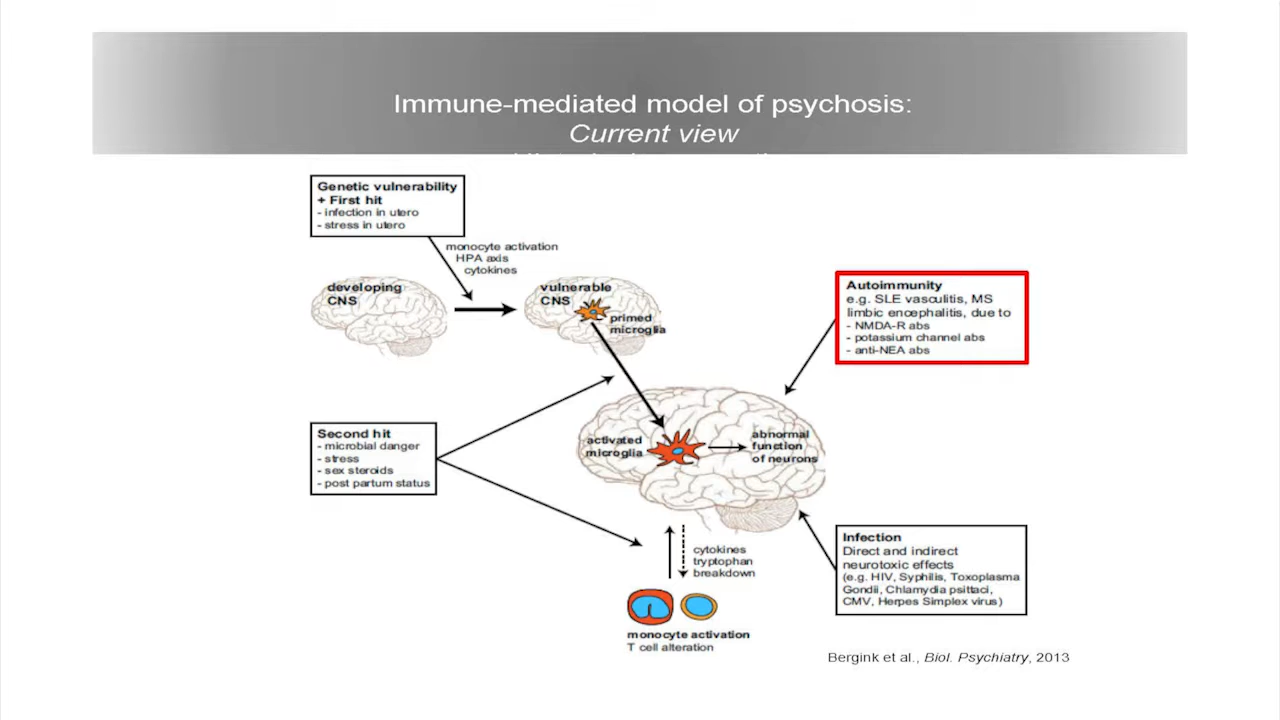 Immune-mediated model of psychosis:
Current view
Genetic vulnerability
+ First hit
- infection in utero
- stress in utero
monocyte activation
HPA axis
cytokines
developing
CNS
vulnerable
CNS
primed
microglia
Autoimmunity
e.g. SLE vasculitis, MS
limbic encephalitis, due to
- NMDA-R abs
- potassium channel abs
- anti-NEA abs
Second hit
- microbial danger
- stress
- sex steroids
- post partum status
activated
microglia
abnormal
function
of neurons
cytokines
tryptophan
breakdown
monocyte activation
T cell alteration
Infection
Direct and indirect
neurotoxic effects
(e.g. HIV, Syphilis, Toxoplasma
Gondii, Chlamydia psittaci,
CMV, Herpes Simplex virus)
Bergink et al., Biol. Psychiatry, 2013